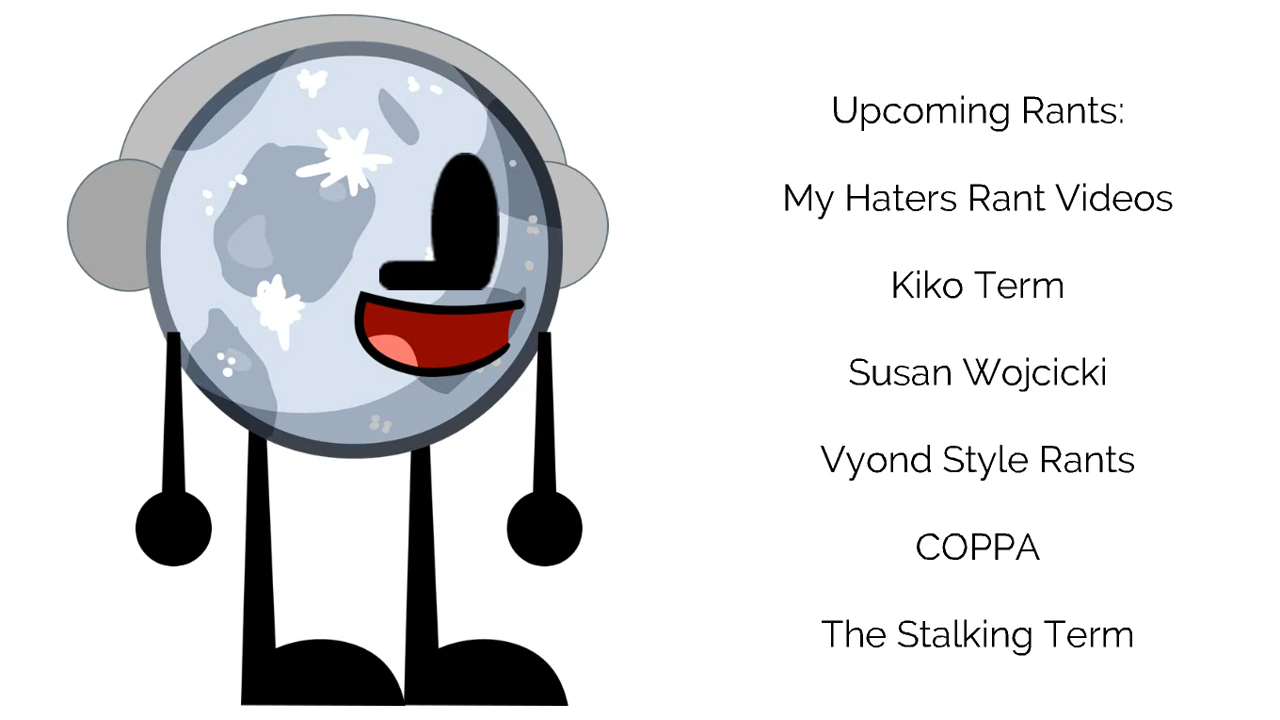 Upcoming Rants:
My Haters Rant Videos
Kiko Term
Susan Wojcicki
Vyond Style Rants
COPPA
The Stalking Term